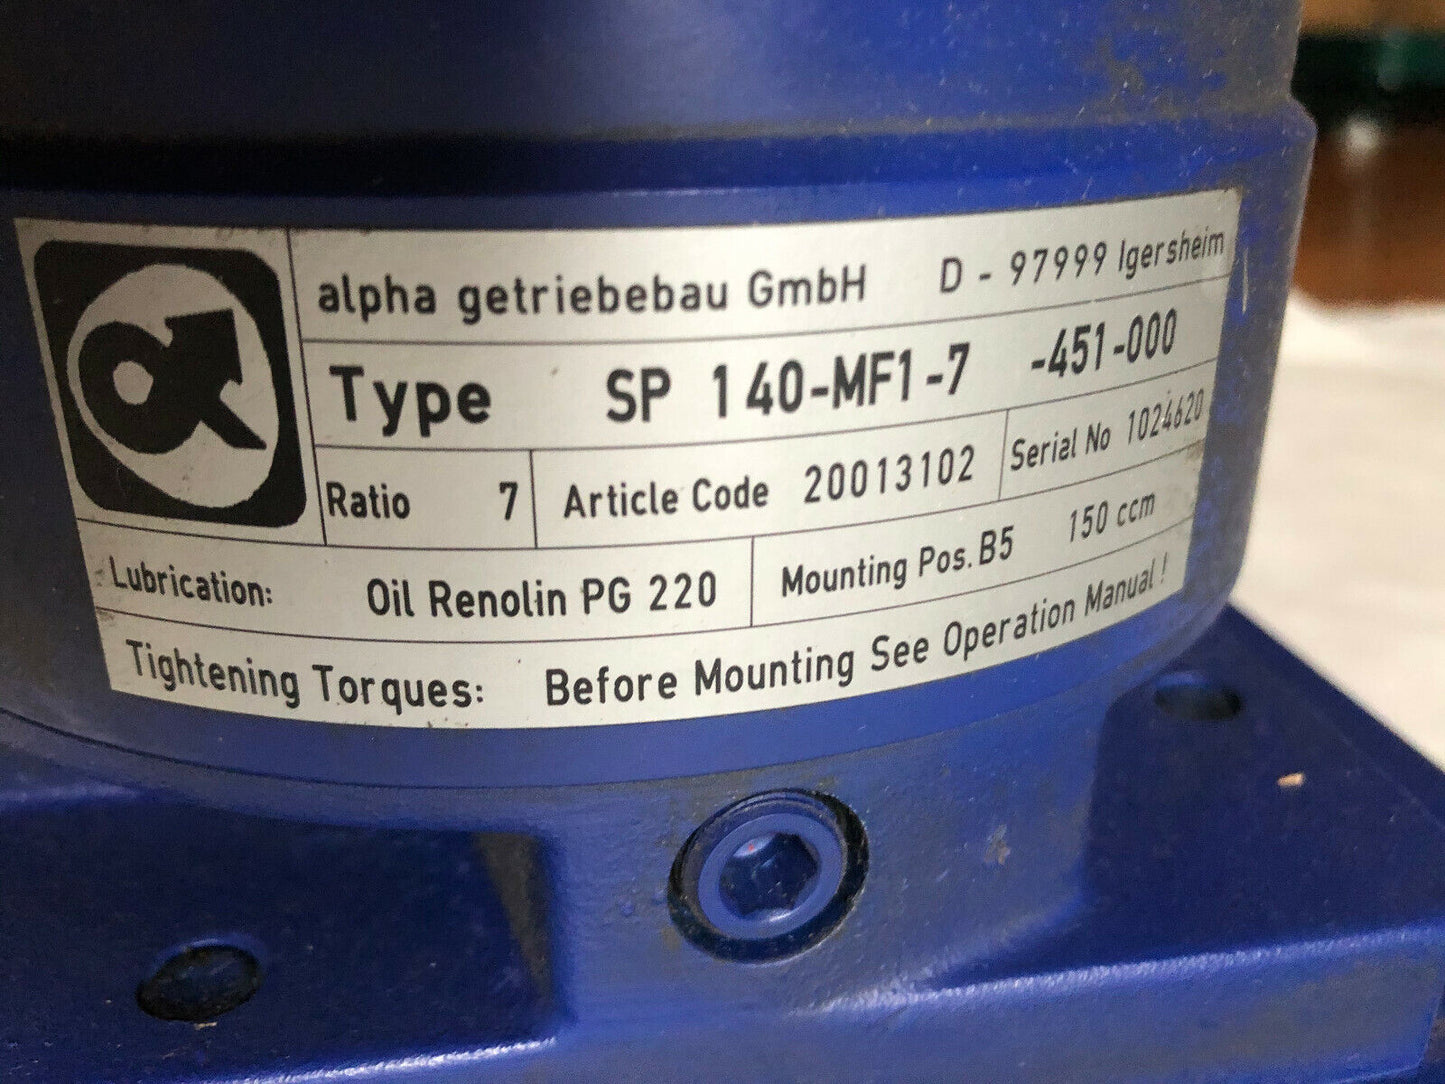 alpha getriebebau GmbH D - 97999 Igersheim
Type SP 140-MF1-7 -451-000
Ratio 7 Article Code 20013102 Serial No 1024620
Lubrication: Oil Renolin PG 220 Mounting Pos. B5 150 ccm
Tightening Torques: Before Mounting See Operation Manual !